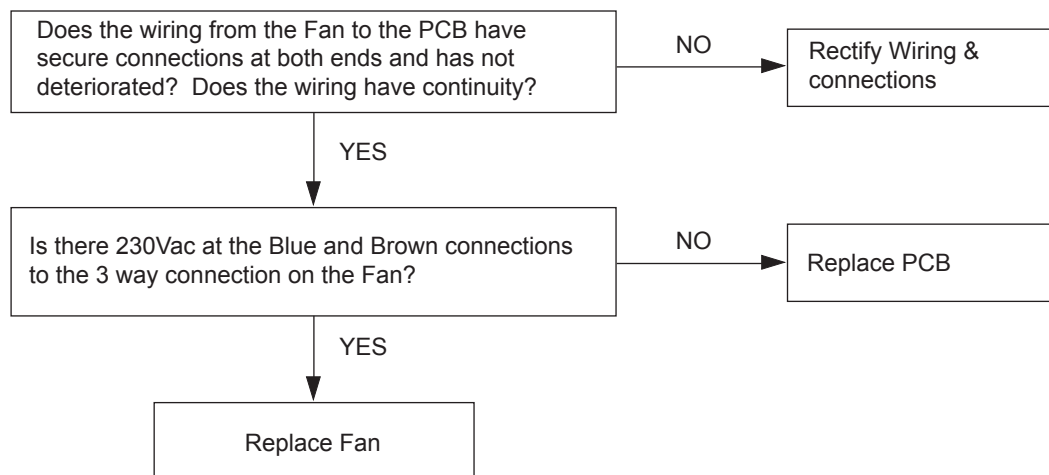 Does the wiring from the Fan to the PCB have
secure connections at both ends and has not
deteriorated?  Does the wiring have continuity?
NO
Rectify Wiring &
connections
YES
Is there 230Vac at the Blue and Brown connections
to the 3 way connection on the Fan?
NO
Replace PCB
YES
Replace Fan